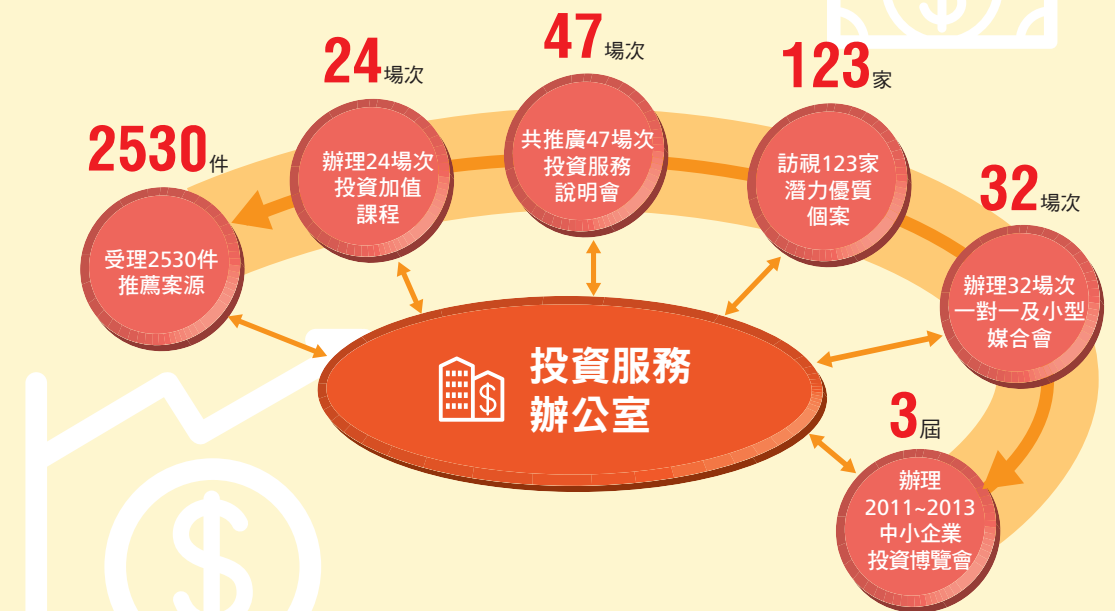 2530件
受理2530件
推薦案源
24場次
辦理24場次
投資加值
課程
47場次
共推廣47場次
投資服務
說明會
123家
訪視123家
潛力優質
個案
32場次
辦理32場次
一對一及小型
媒合會
3屆
辦理
2011~2013
中小企業
投資博覽會
$
投資服務
辦公室
$
$